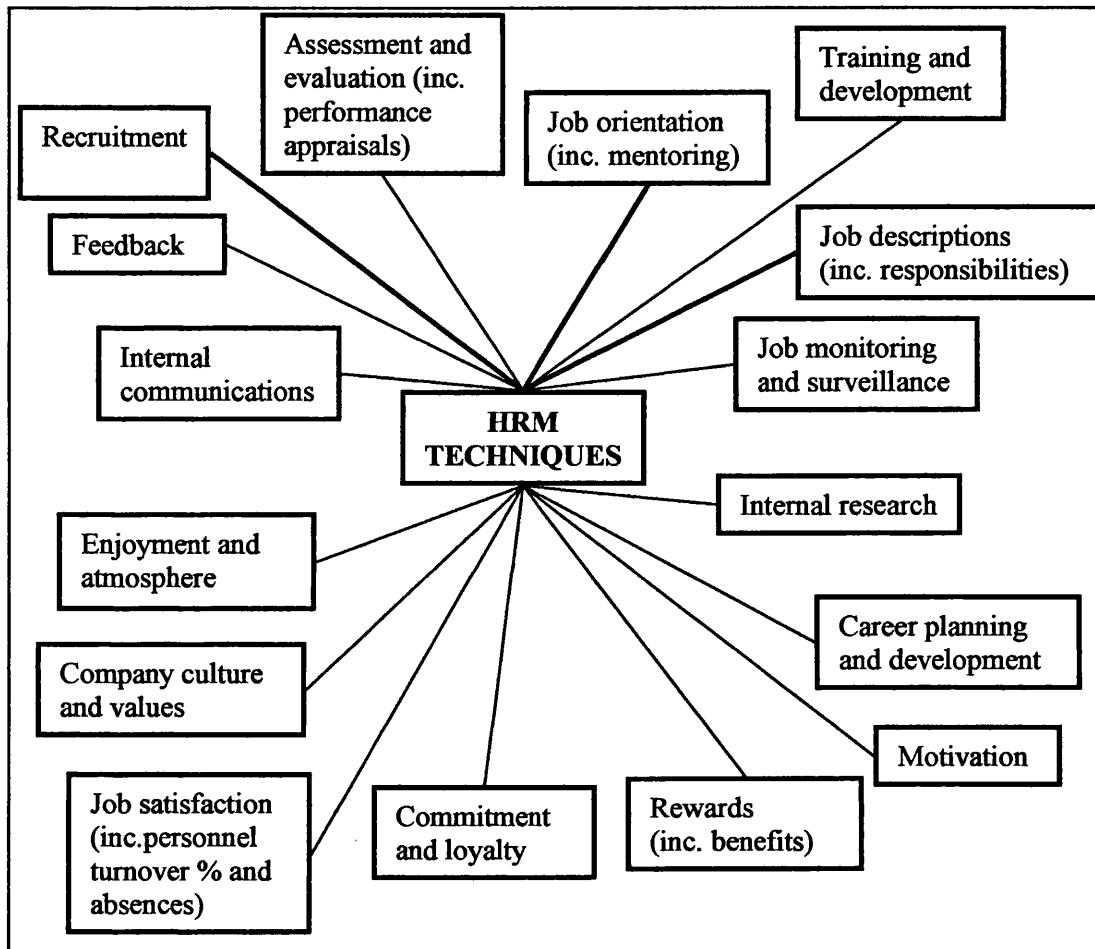 Assessment and
evaluation (inc.
performance
appraisals)
Training and
development
Recruitment
Job orientation
(inc. mentoring)
Feedback
Job descriptions
(inc. responsibilities)
Internal
communications
Job monitoring
and surveillance
HRM
TECHNIQUES
Internal research
Enjoyment and
atmosphere
Career planning
and development
Company culture
and values
Motivation
Job satisfaction
(inc.personnel
turnover % and
absences)
Commitment
and loyalty
Rewards
(inc. benefits)